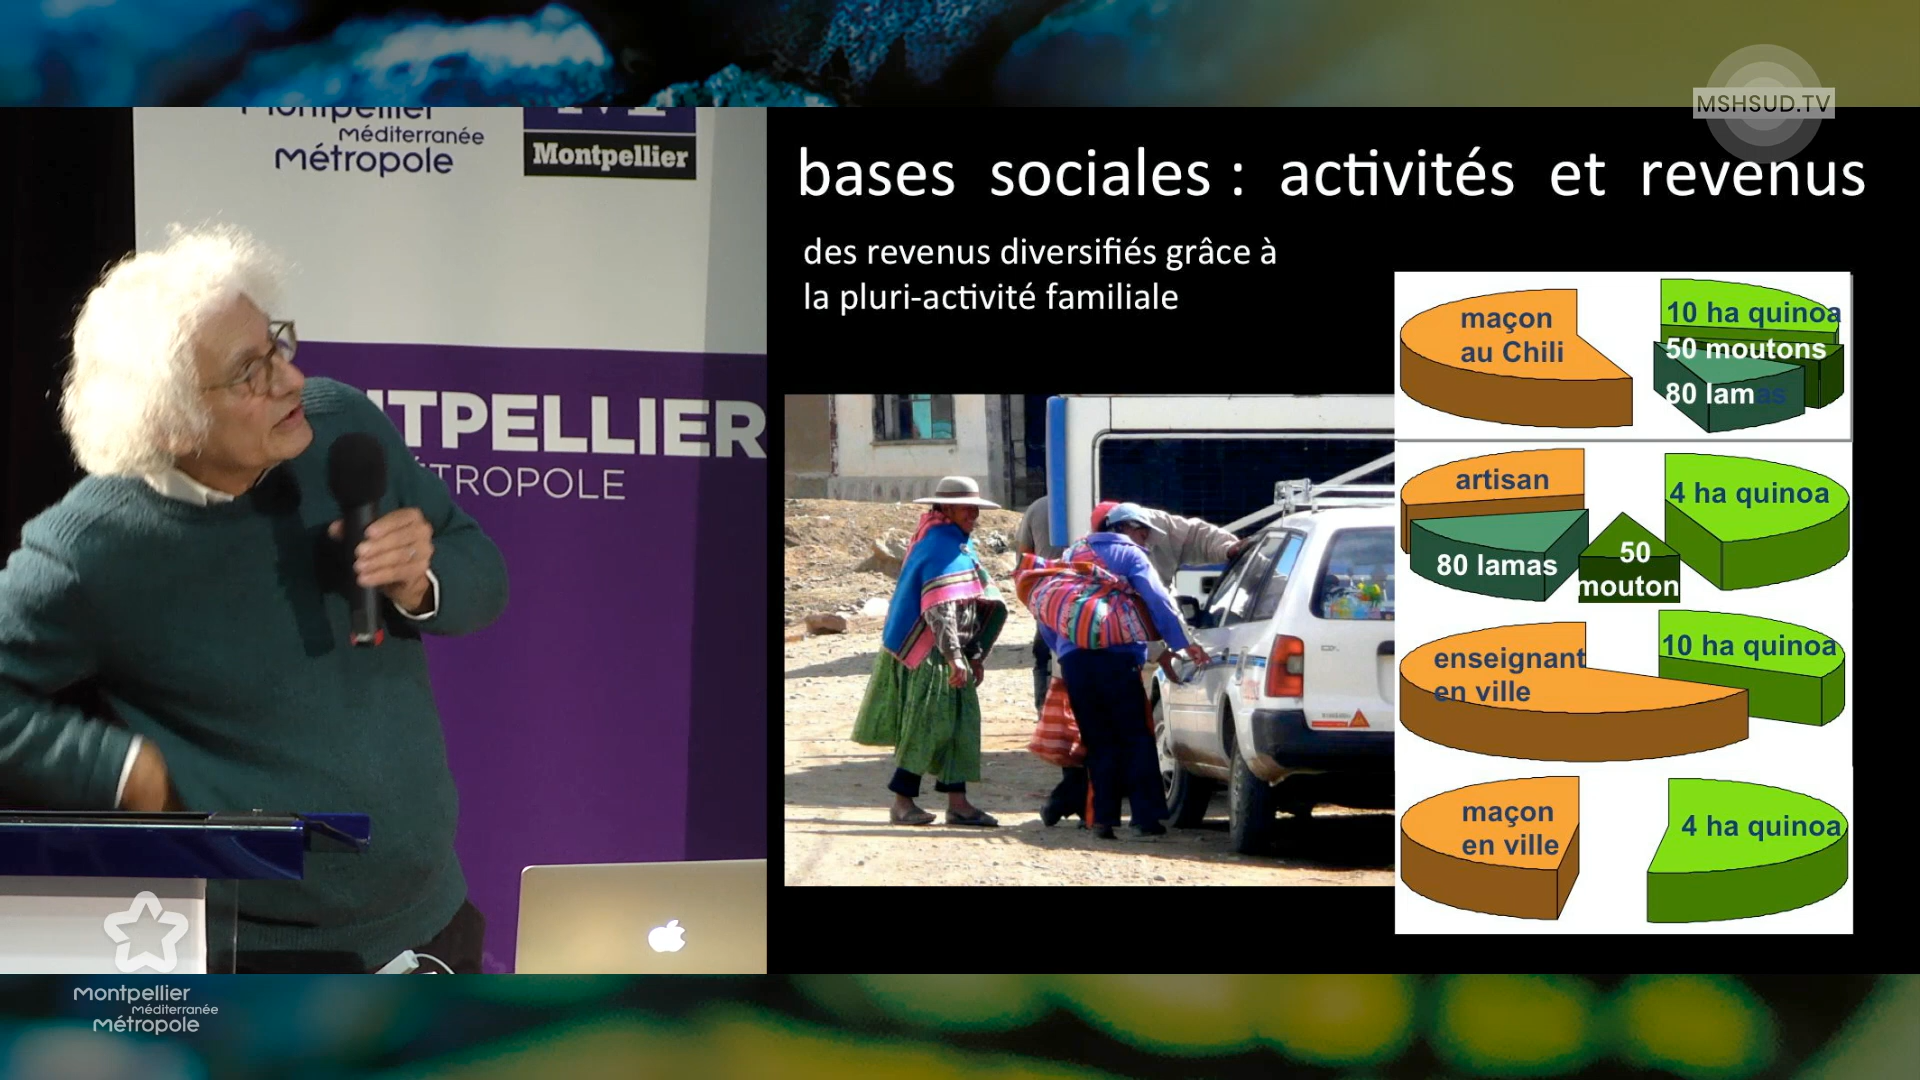 MSHSUD.TV
Montpellier
méditerranée
métropole
Montpellier
TPELLIER
TROPOLE
bases sociales : activités et revenus
des revenus diversifiés grâce à
la pluri-activité familiale
maçon
au Chili
10 ha quinoa
50 moutons
80 lamas
artisan
4 ha quinoa
80 lamas
50
mouton
enseignant
en ville
10 ha quinoa
maçon
en ville
4 ha quinoa
montpellier
méditerranée
métropole